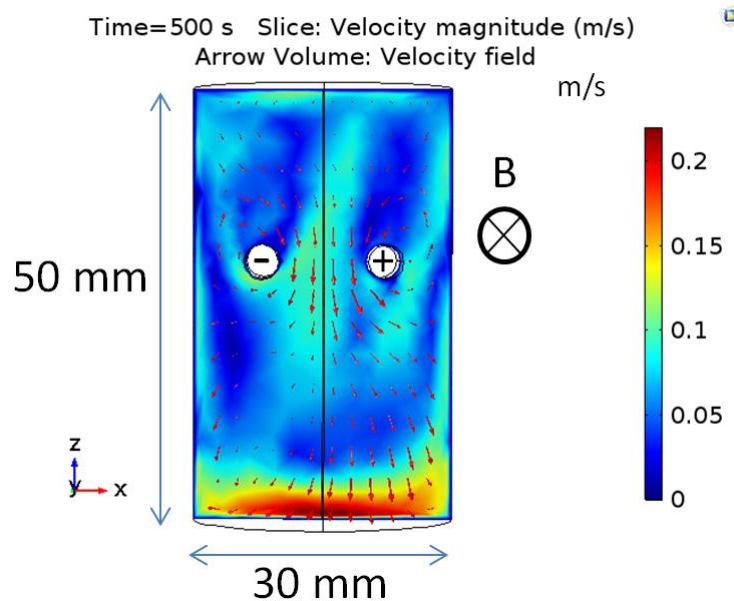 Time=500 s Slice: Velocity magnitude (m/s)
Arrow Volume: Velocity field
m/s
0.2
B
0.15
- +
50 mm
0.1
0.05
z
y x
0
30 mm